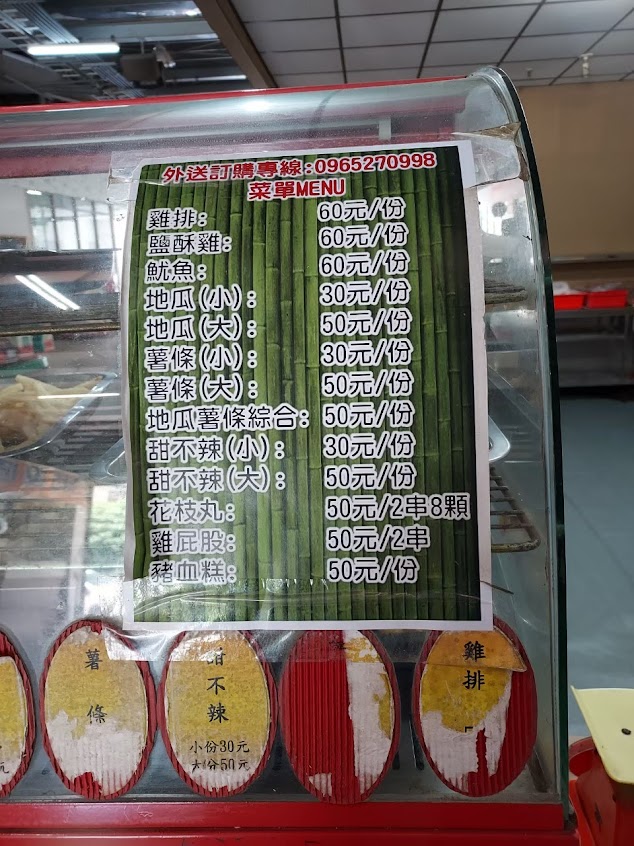 外送訂購專線:0965270998
菜單MENU
雞排: 60元/份
鹽酥雞: 60元/份
魷魚: 60元/份
地瓜(小): 30元/份
地瓜(大): 50元/份
薯條(小): 30元/份
薯條(大): 50元/份
地瓜薯條綜合: 50元/份
甜不辣(小): 30元/份
甜不辣(大): 50元/份
花枝丸: 50元/2串8顆
雞屁股: 50元/2串
豬血糕: 50元/份
薯條
甜不辣
小份30元
大份50元
雞排